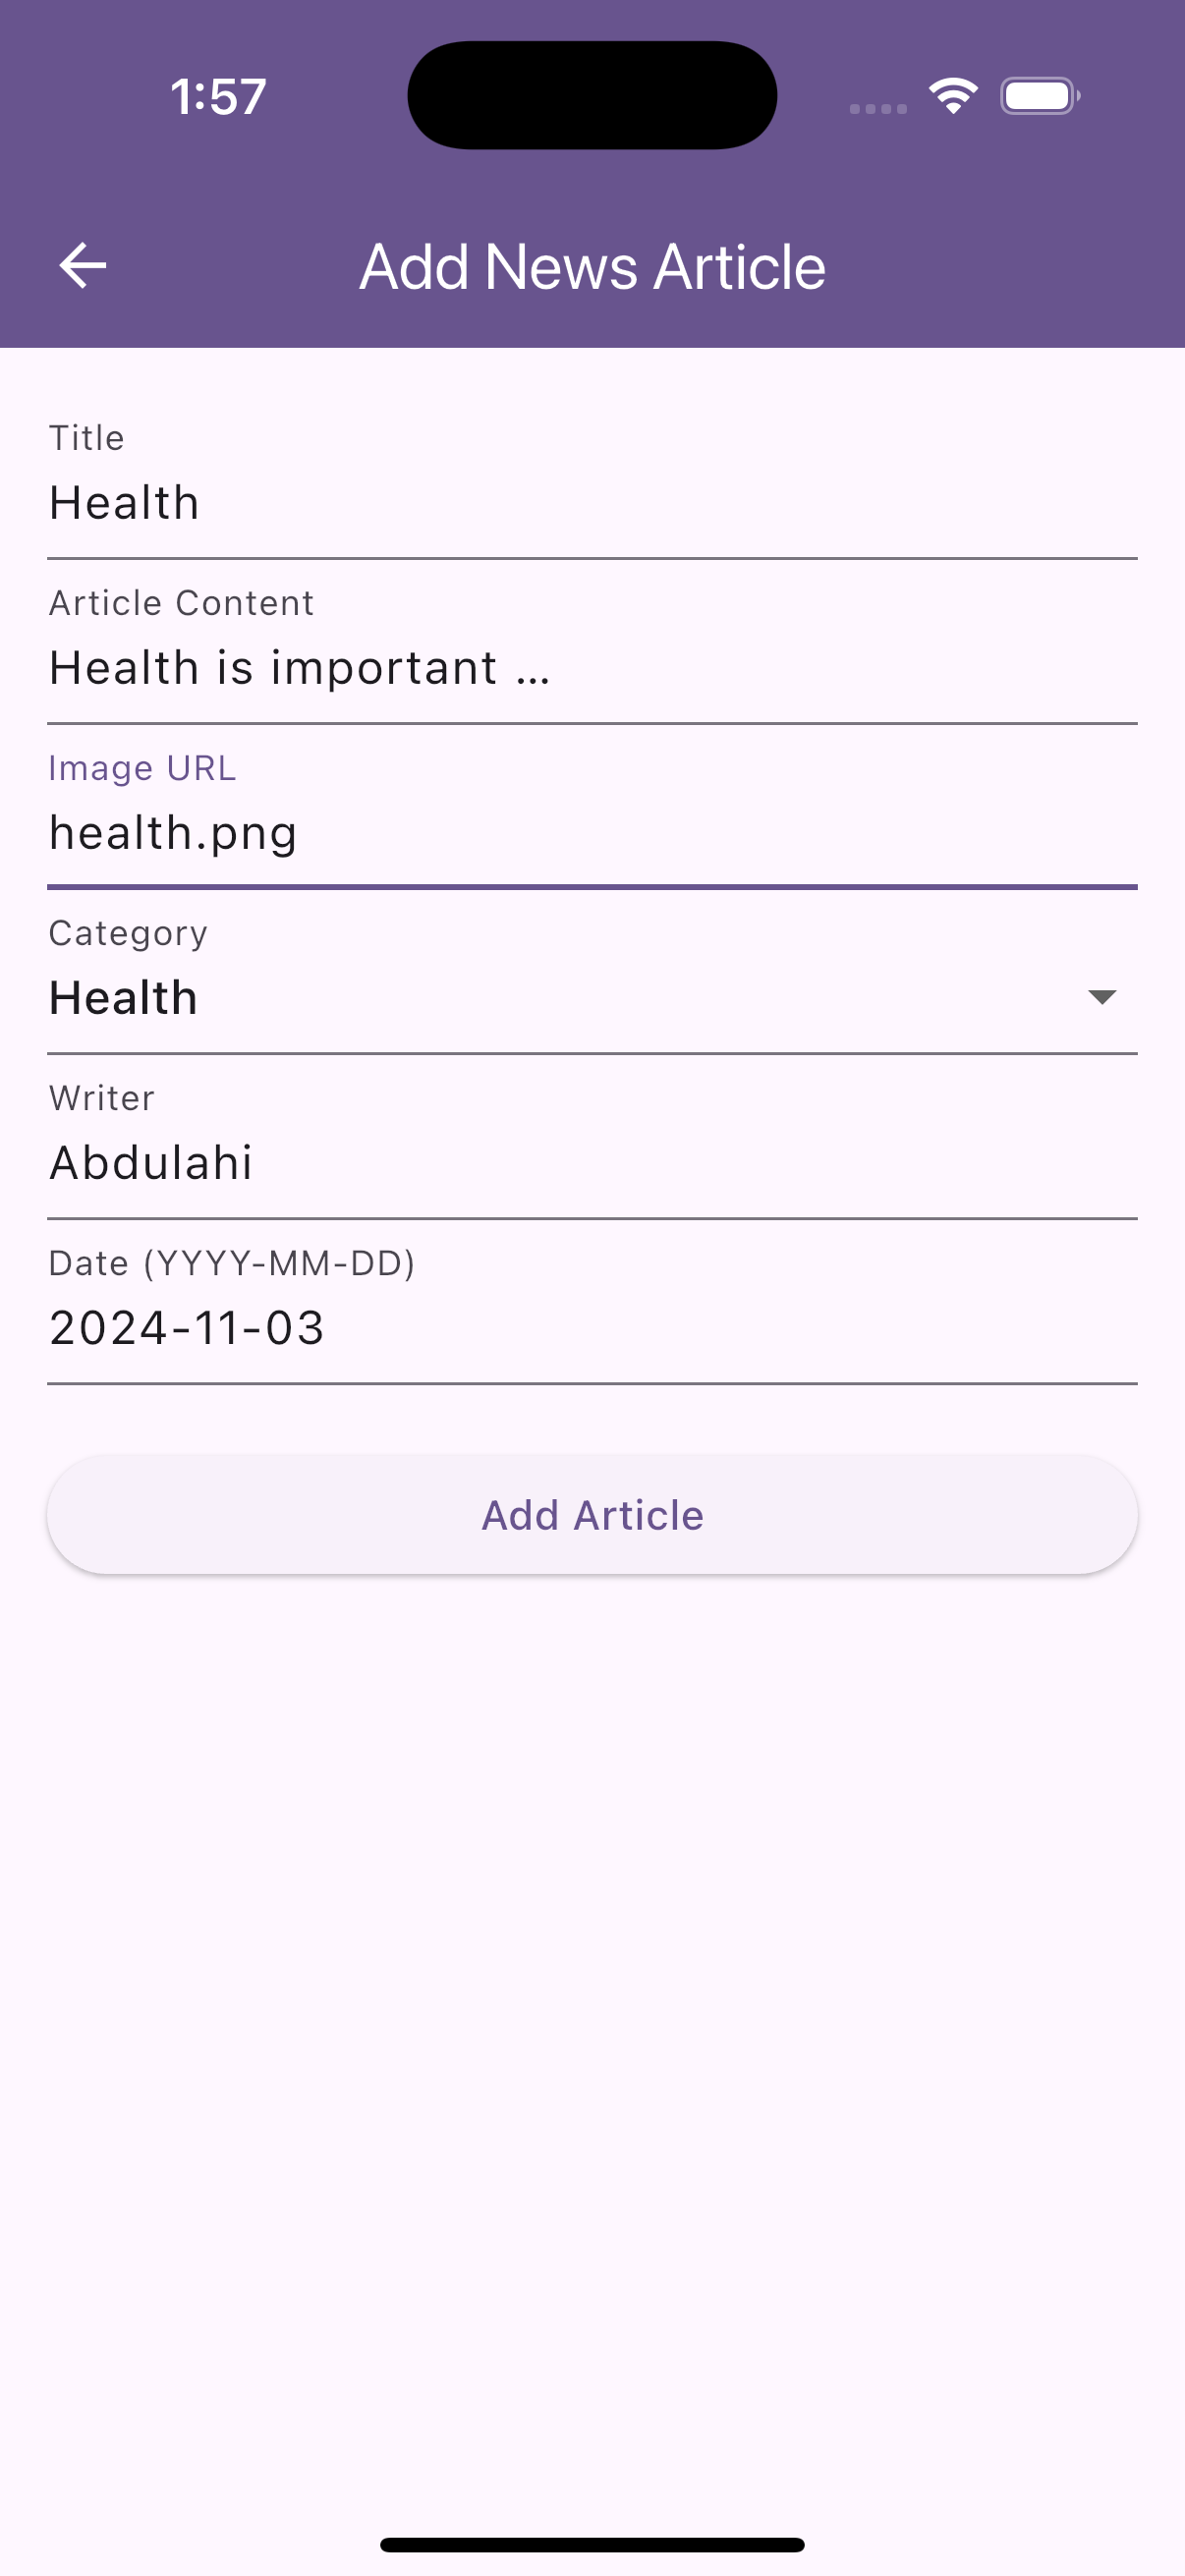 1:57
Add News Article
Title
Health
Article Content
Health is important ...
Image URL
health.png
Category
Health
Writer
Abdulahi
Date (YYYY-MM-DD)
2024-11-03
Add Article